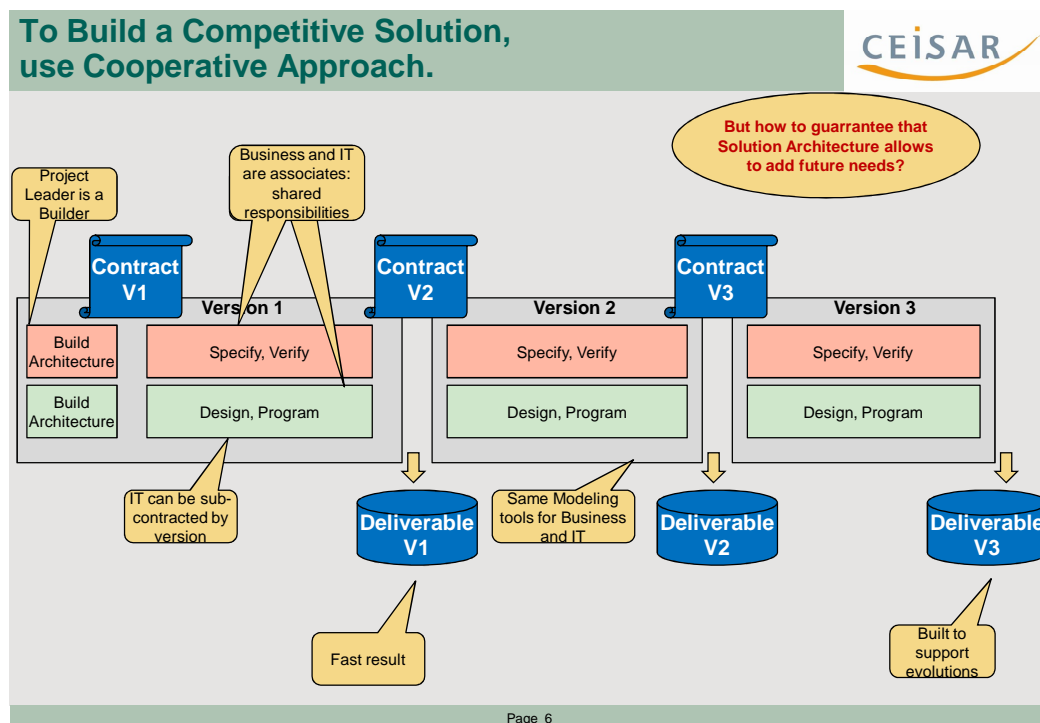 To Build a Competitive Solution,
use Cooperative Approach.
CEISAR
But how to guarrantee that
Solution Architecture allows
to add future needs?
Project
Leader is a
Builder
Business and IT
are associates:
shared
responsibilities
Contract
V1
Contract
V2
Contract
V3
Version 1
Version 2
Version 3
Build
Architecture
Specify, Verify
Specify, Verify
Specify, Verify
Build
Architecture
Design, Program
Design, Program
Design, Program
IT can be sub-
contracted by
version
Same Modeling
tools for Business
and IT
Deliverable
V1
Deliverable
V2
Deliverable
V3
Fast result
Built to
support
evolutions
Page 6